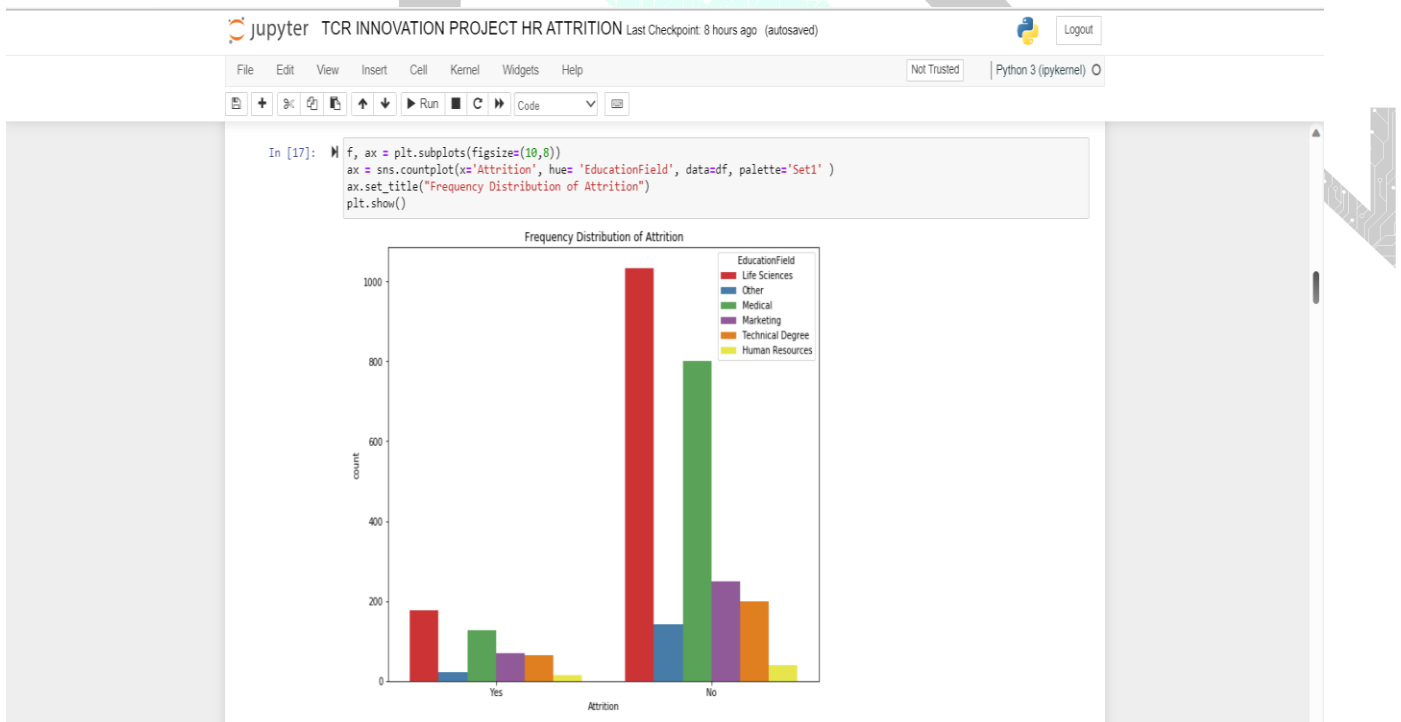 jupyter TCR INNOVATION PROJECT HR ATTRITION Last Checkpoint: 8 hours ago (autosaved) Logout
File Edit View Insert Cell Kernel Widgets Help Not Trusted Python 3 (ipykernel)
Run Code
In [17]: f, ax = plt.subplots(figsize=(10,8))
ax = sns.countplot(x='Attrition', hue= 'EducationField', data=df, palette='Set1' )
ax.set_title("Frequency Distribution of Attrition")
plt.show()
Frequency Distribution of Attrition
EducationField
Life Sciences
Other
Medical
Marketing
Technical Degree
Human Resources
1000
800
600
400
200
0
count
Yes No
Attrition